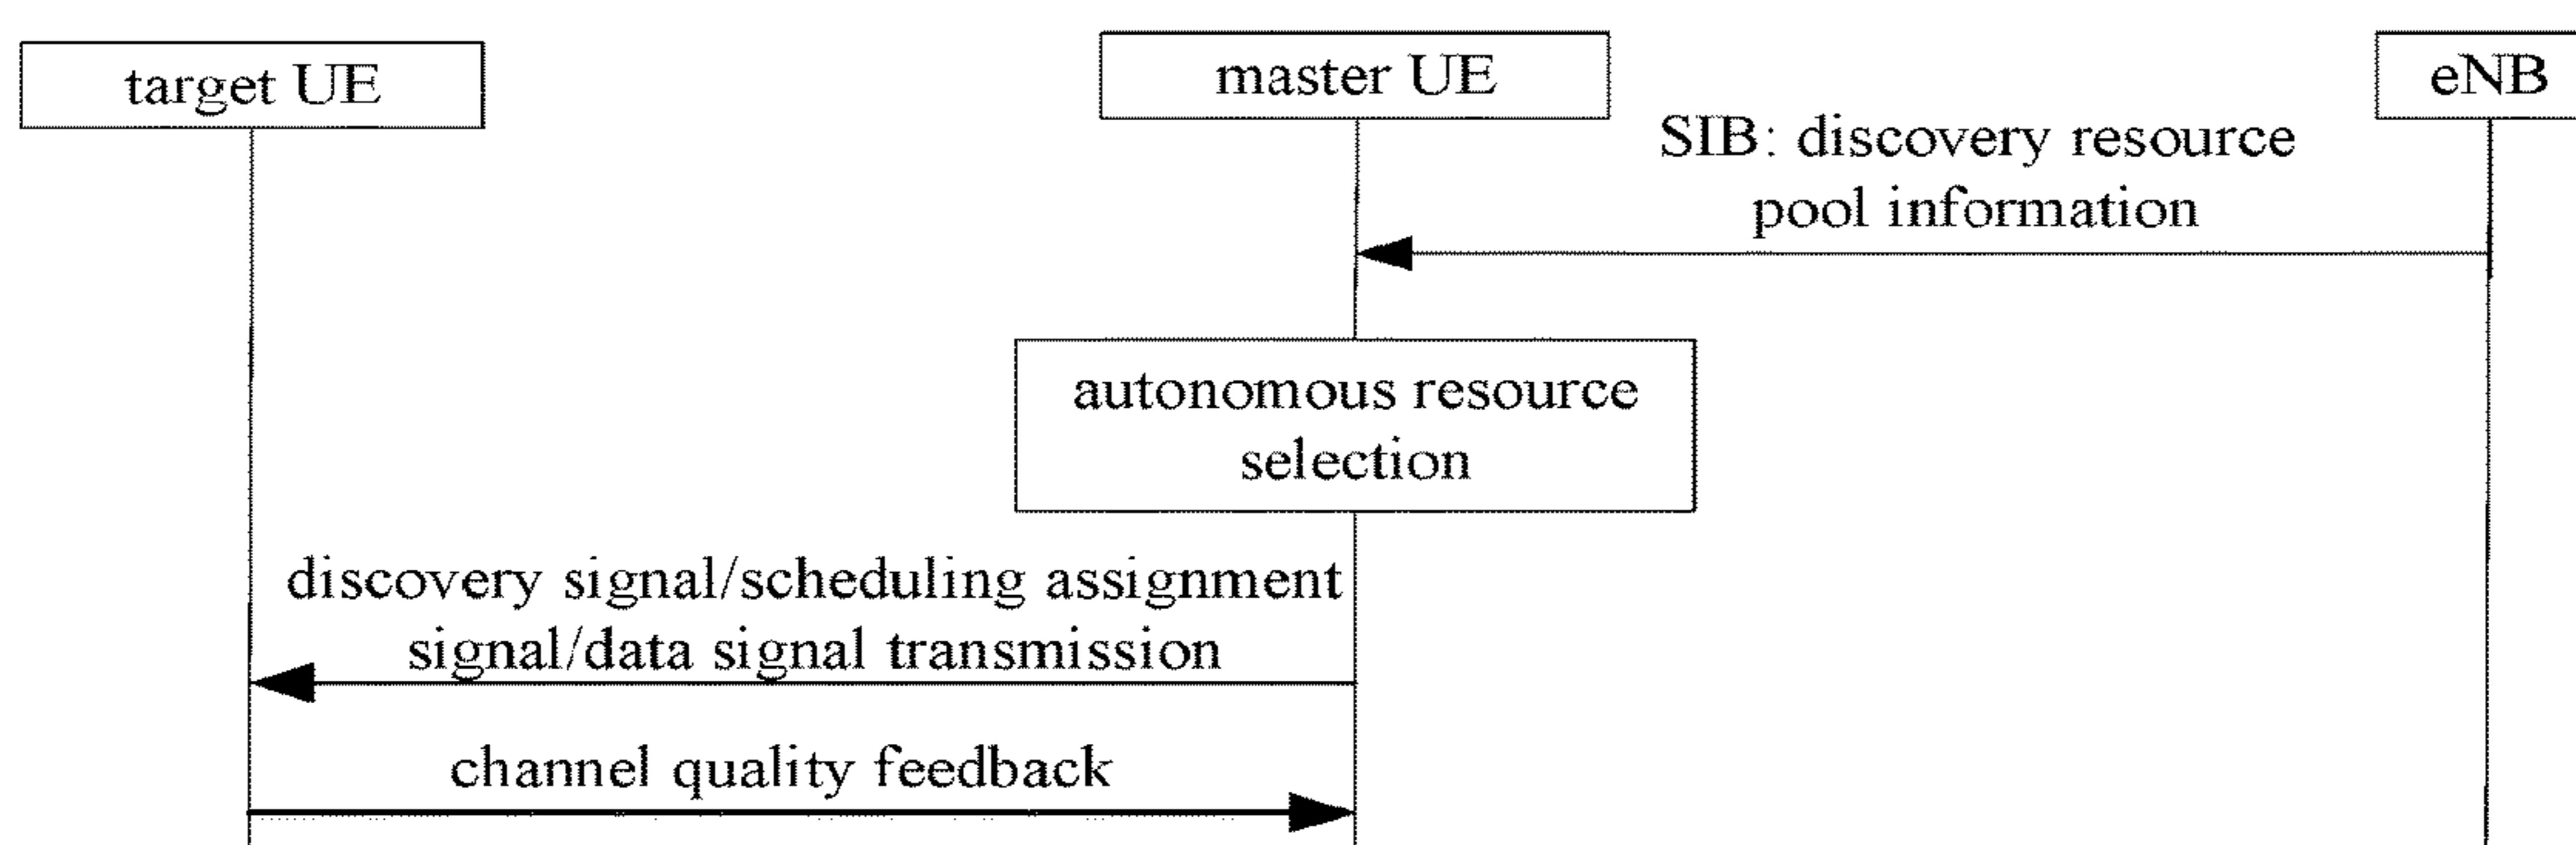 target UE
master UE
eNB
SIB: discovery resource
pool information
autonomous resource
selection
discovery signal/scheduling assignment
signal/data signal transmission
channel quality feedback